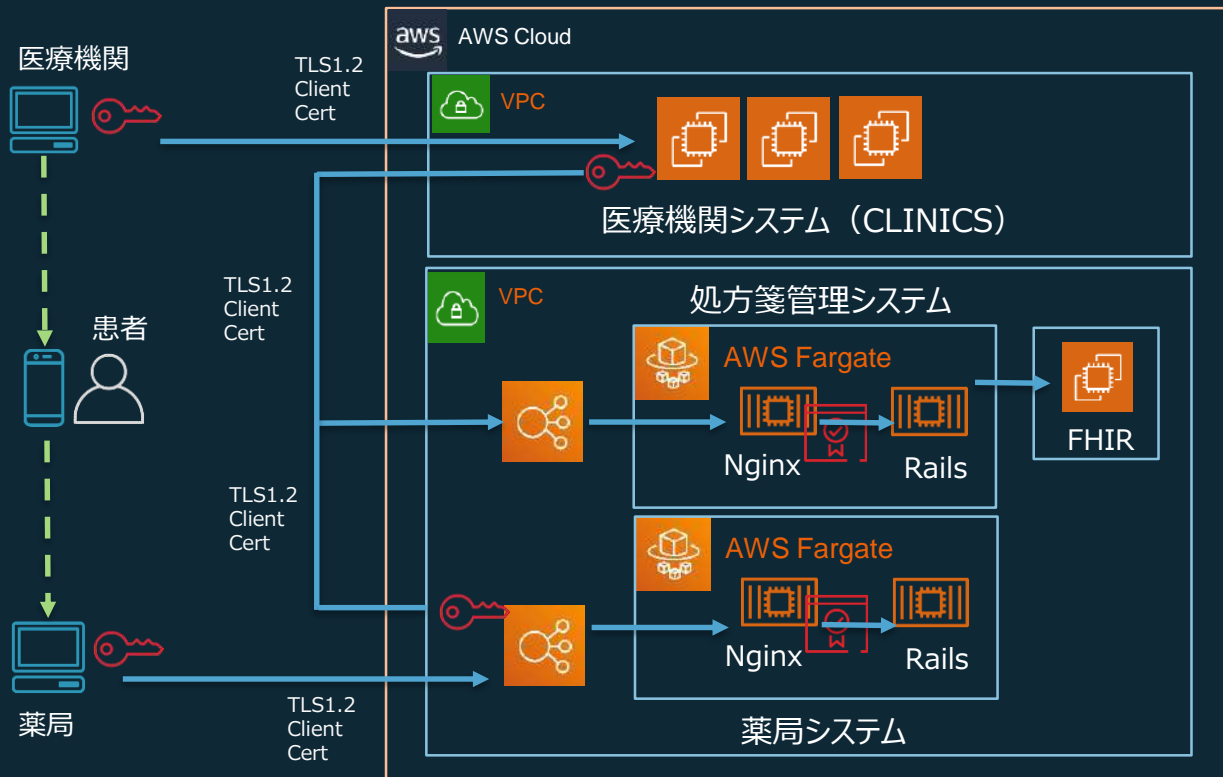 aws
AWS Cloud
医療機関
TLS1.2
Client
Cert
VPC
医療機関システム（CLINICS）
TLS1.2
Client
Cert
VPC
処方箋管理システム
患者
AWS Fargate
Nginx
Rails
FHIR
TLS1.2
Client
Cert
AWS Fargate
Nginx
Rails
薬局
TLS1.2
Client
Cert
薬局システム